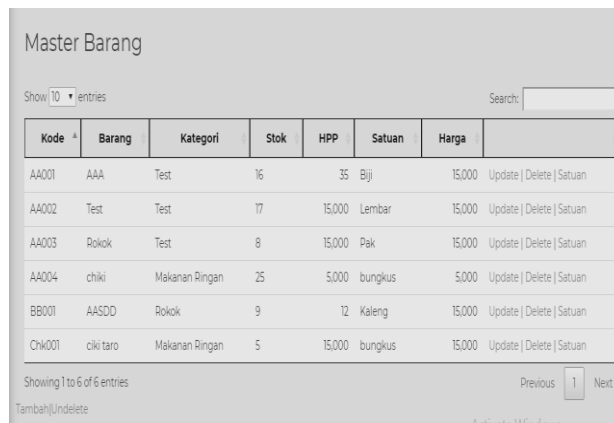 Master Barang
Show 10 entries Search:
Kode Barang Kategori Stok HPP Satuan Harga
AA001 AAA Test 16 35 Biji 15,000 Update | Delete | Satuan
AA002 Test Test 17 15,000 Lembar 15,000 Update | Delete | Satuan
AA003 Rokok Test 8 15,000 Pak 15,000 Update | Delete | Satuan
AA004 chiki Makanan Ringan 25 5,000 bungkus 5,000 Update | Delete | Satuan
BB001 AASDD Rokok 9 12 Kaleng 15,000 Update | Delete | Satuan
Chk001 ciki taro Makanan Ringan 5 15,000 bungkus 15,000 Update | Delete | Satuan
Showing 1 to 6 of 6 entries Previous 1 Next
Tambah|Undelete